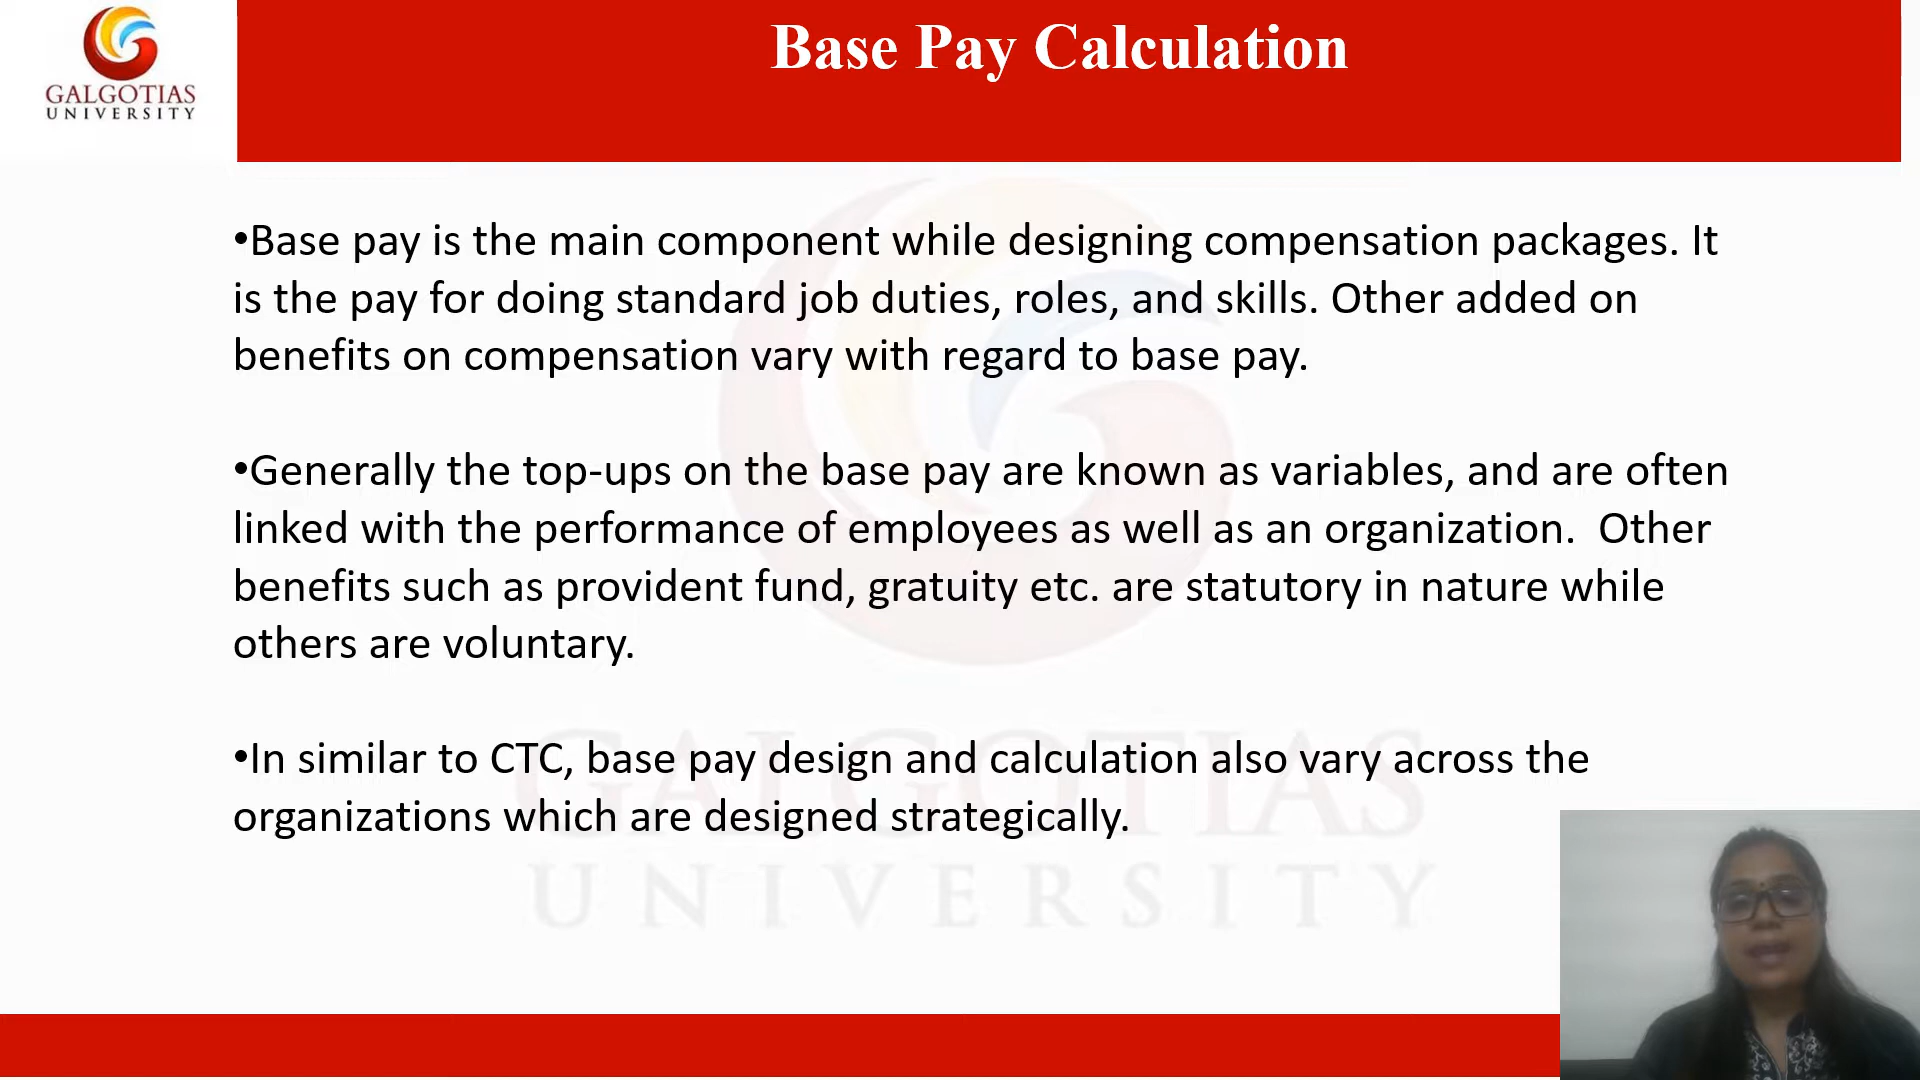 GALGOTIAS
UNIVERSITY
Base Pay Calculation
•Base pay is the main component while designing compensation packages. It
is the pay for doing standard job duties, roles, and skills. Other added on
benefits on compensation vary with regard to base pay.
•Generally the top-ups on the base pay are known as variables, and are often
linked with the performance of employees as well as an organization.  Other
benefits such as provident fund, gratuity etc. are statutory in nature while
others are voluntary.
•In similar to CTC, base pay design and calculation also vary across the
organizations which are designed strategically.
GALGOTIAS
UNIVERSITY